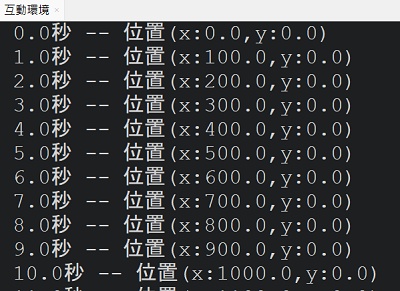 互動環境 ×
0.0秒 -- 位置(x:0.0,y:0.0)
1.0秒 -- 位置(x:100.0,y:0.0)
2.0秒 -- 位置(x:200.0,y:0.0)
3.0秒 -- 位置(x:300.0,y:0.0)
4.0秒 -- 位置(x:400.0,y:0.0)
5.0秒 -- 位置(x:500.0,y:0.0)
6.0秒 -- 位置(x:600.0,y:0.0)
7.0秒 -- 位置(x:700.0,y:0.0)
8.0秒 -- 位置(x:800.0,y:0.0)
9.0秒 -- 位置(x:900.0,y:0.0)
10.0秒 -- 位置(x:1000.0,y:0.0)